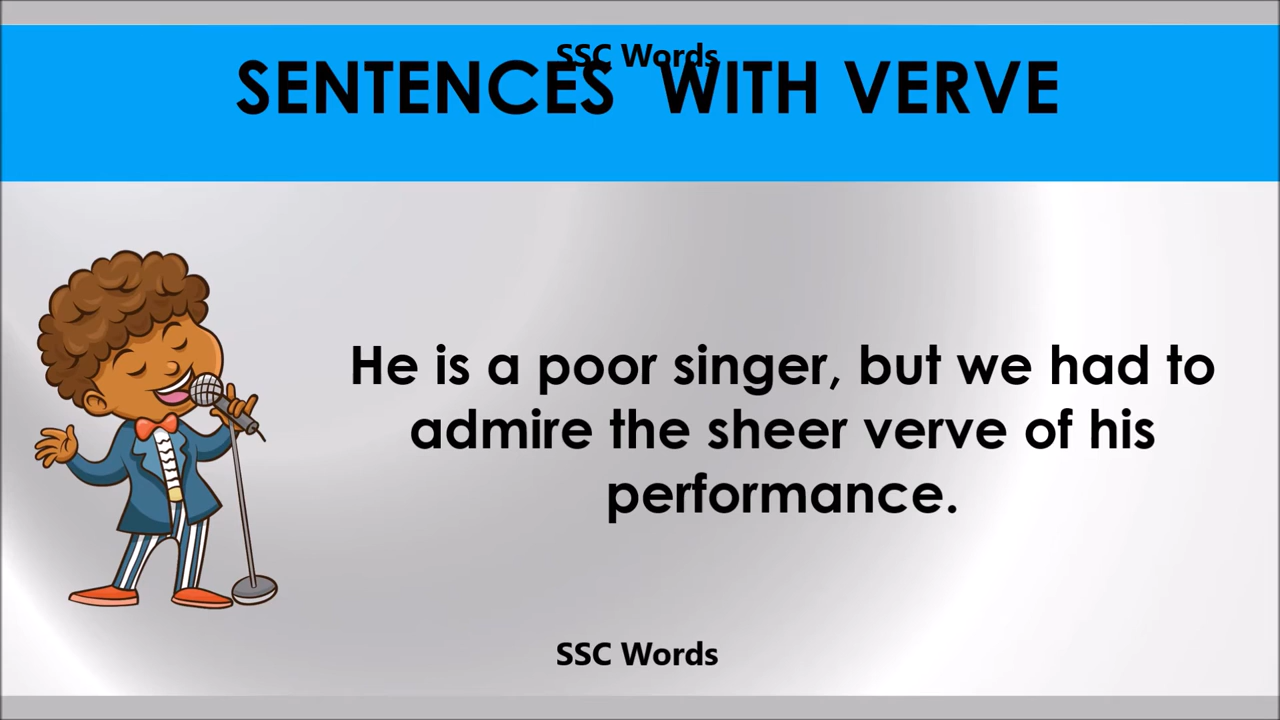 SSC Words
SENTENCES WITH VERVE
He is a poor singer, but we had to
admire the sheer verve of his
performance.
SSC Words